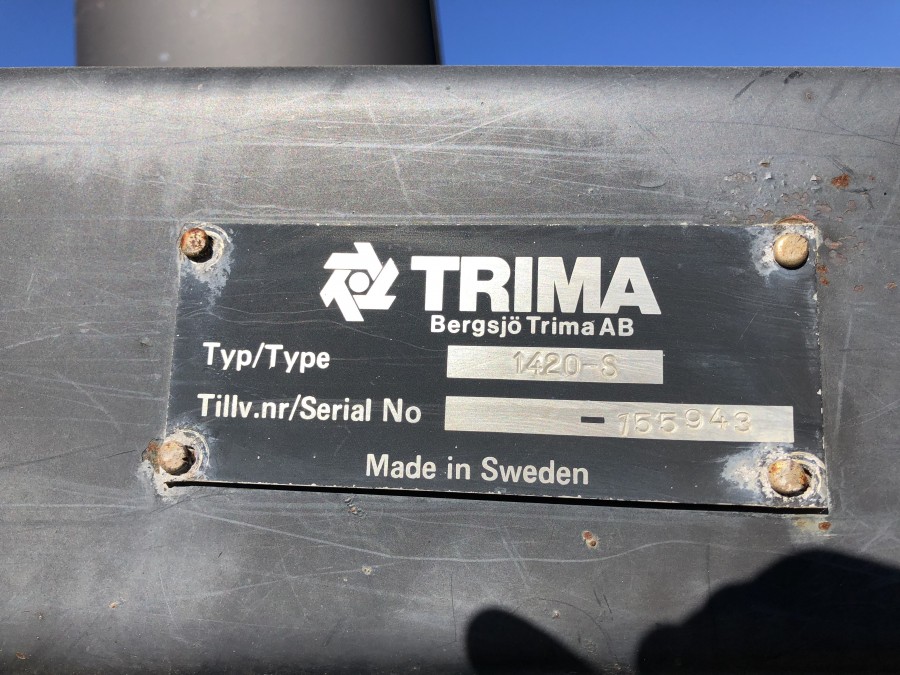 TRIMA
Bergsjö Trima AB
Typ/Type 1420-S
Tillv.nr/Serial No - 155943
Made in Sweden